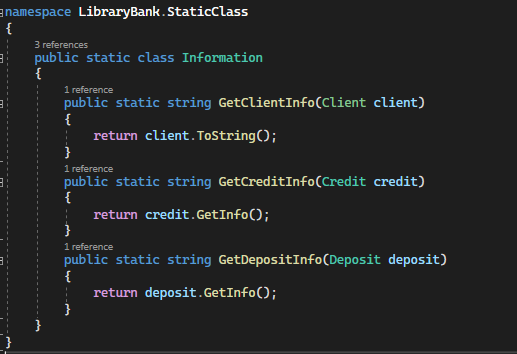 namespace LibraryBank.StaticClass
{
3 references
public static class Information
{
1 reference
public static string GetClientInfo(Client client)
{
return client.ToString();
}
1 reference
public static string GetCreditInfo(Credit credit)
{
return credit.GetInfo();
}
1 reference
public static string GetDepositInfo(Deposit deposit)
{
return deposit.GetInfo();
}
}
}